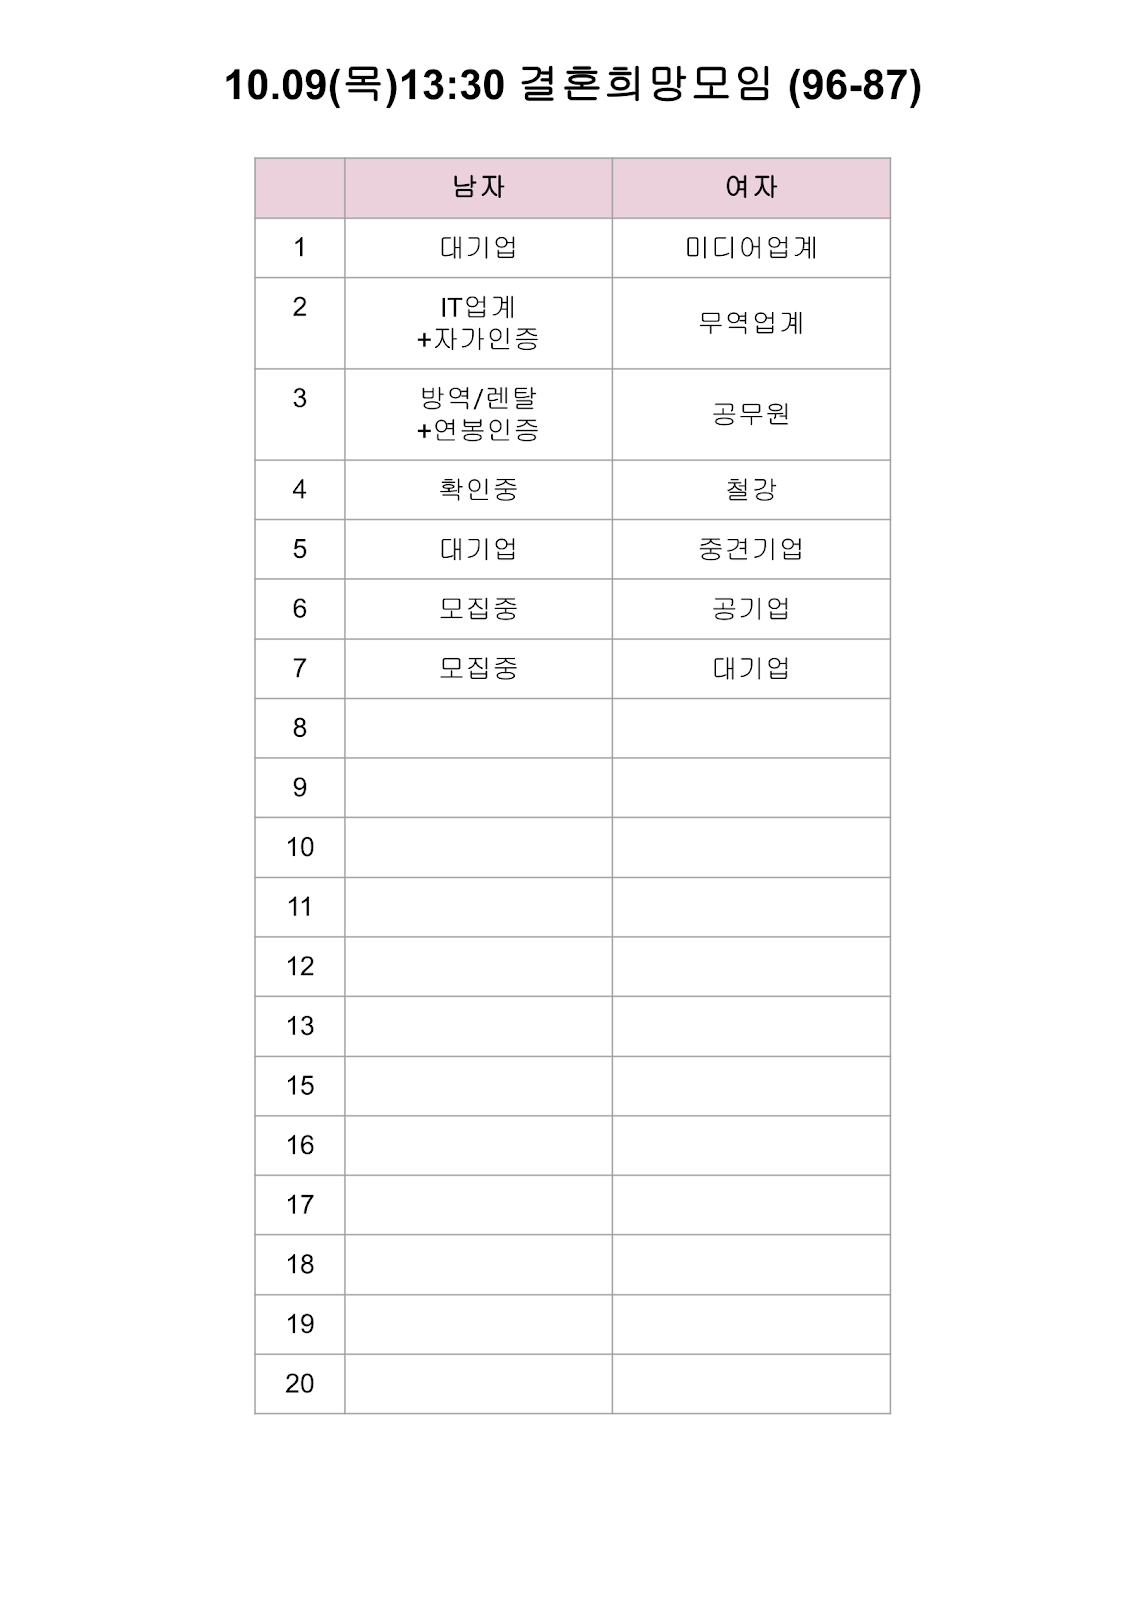 10.09(목)13:30 결혼희망모임 (96-87)
남자 여자
1 대기업 미디어업계
2 IT업계
+자가인증 무역업계
3 방역/렌탈
+연봉인증 공무원
4 확인중 철강
5 대기업 중견기업
6 모집중 공기업
7 모집중 대기업
8
9
10
11
12
13
15
16
17
18
19
20